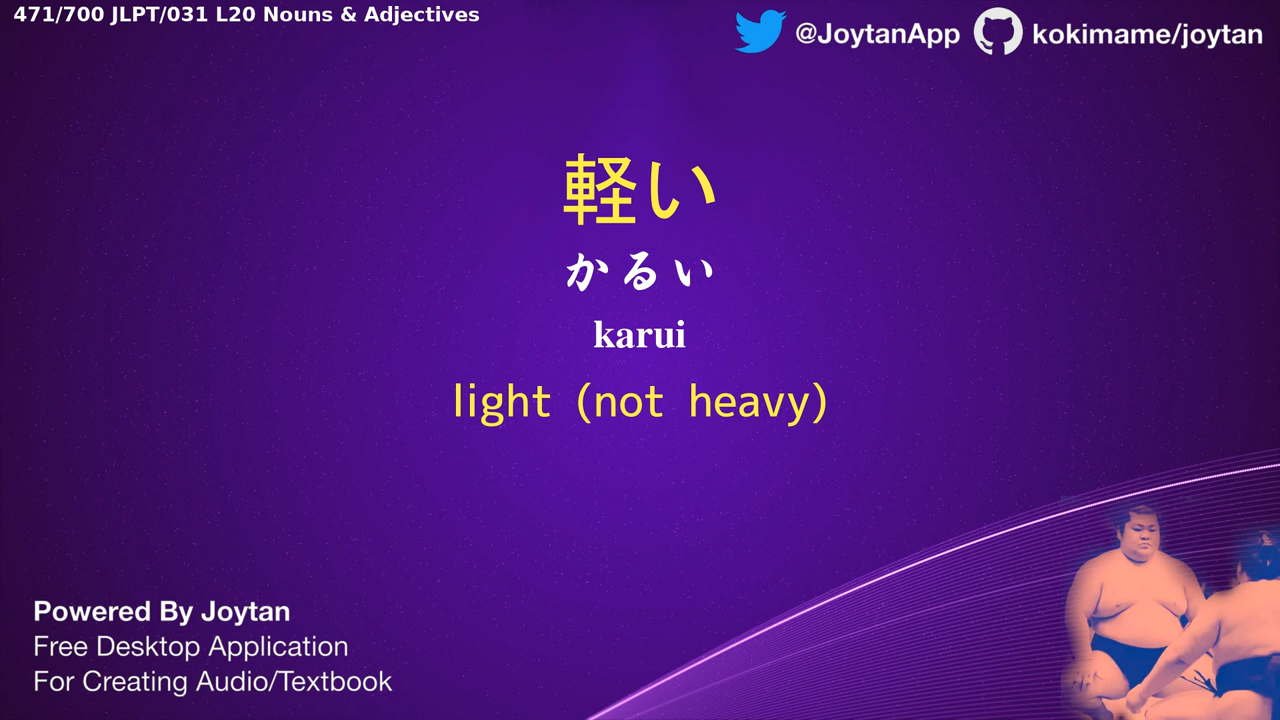 471/700 JLPT/031 L20 Nouns & Adjectives
@JoytanApp
kokimame/joytan
軽い
かるい
karui
light (not heavy)
Powered By Joytan
Free Desktop Application
For Creating Audio/Textbook